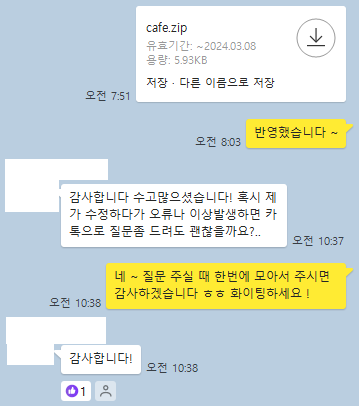 cafe.zip
유효기간: ~2024.03.08
용량: 5.93KB
저장 · 다른 이름으로 저장
오전 7:51
반영했습니다 ~
오전 8:03
감사합니다 수고많으셨습니다! 혹시 제
가 수정하다가 오류나 이상발생하면 카
톡으로 질문좀 드려도 괜찮을까요?..
오전 10:37
네 ~ 질문 주실 때 한번에 모아서 주시면
감사하겠습니다 ㅎㅎ 화이팅하세요 !
오전 10:38
감사합니다!
오전 10:38
1